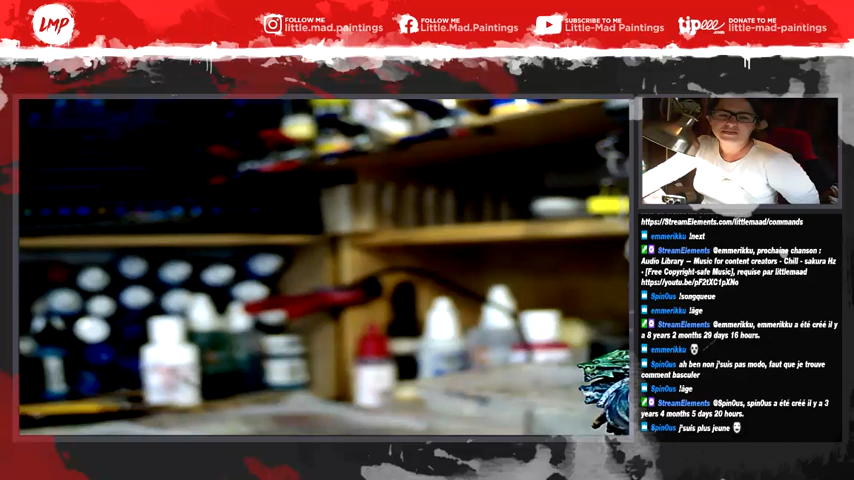 LMP
FOLLOW ME
little.mad.paintings
FOLLOW ME
Little.Mad.Paintings
SUBSCRIBE TO ME
Little-Mad Paintings
tipeee
.com
DONATE TO ME
little-mad-paintings
https://StreamElements.com/littlemaad/commands
emmerikku !next
StreamElements @emmerikku, prochaine chanson :
Audio Library — Music for content creators - Chill - sakura Hz
- [Free Copyright-safe Music], requise par littlemaad
https://youtu.be/pF2tXC1pXNo
Spin0us !songqueue
emmerikku !âge
StreamElements @emmerikku, emmerikku a été créé il y
a 8 years 2 months 29 days 16 hours.
emmerikku
Spin0us ah ben non j'suis pas modo, faut que je trouve
comment basculer
Spin0us !âge
StreamElements @Spin0us, spin0us a été créé il y a 3
years 4 months 5 days 20 hours.
Spin0us j'suis plus jeune